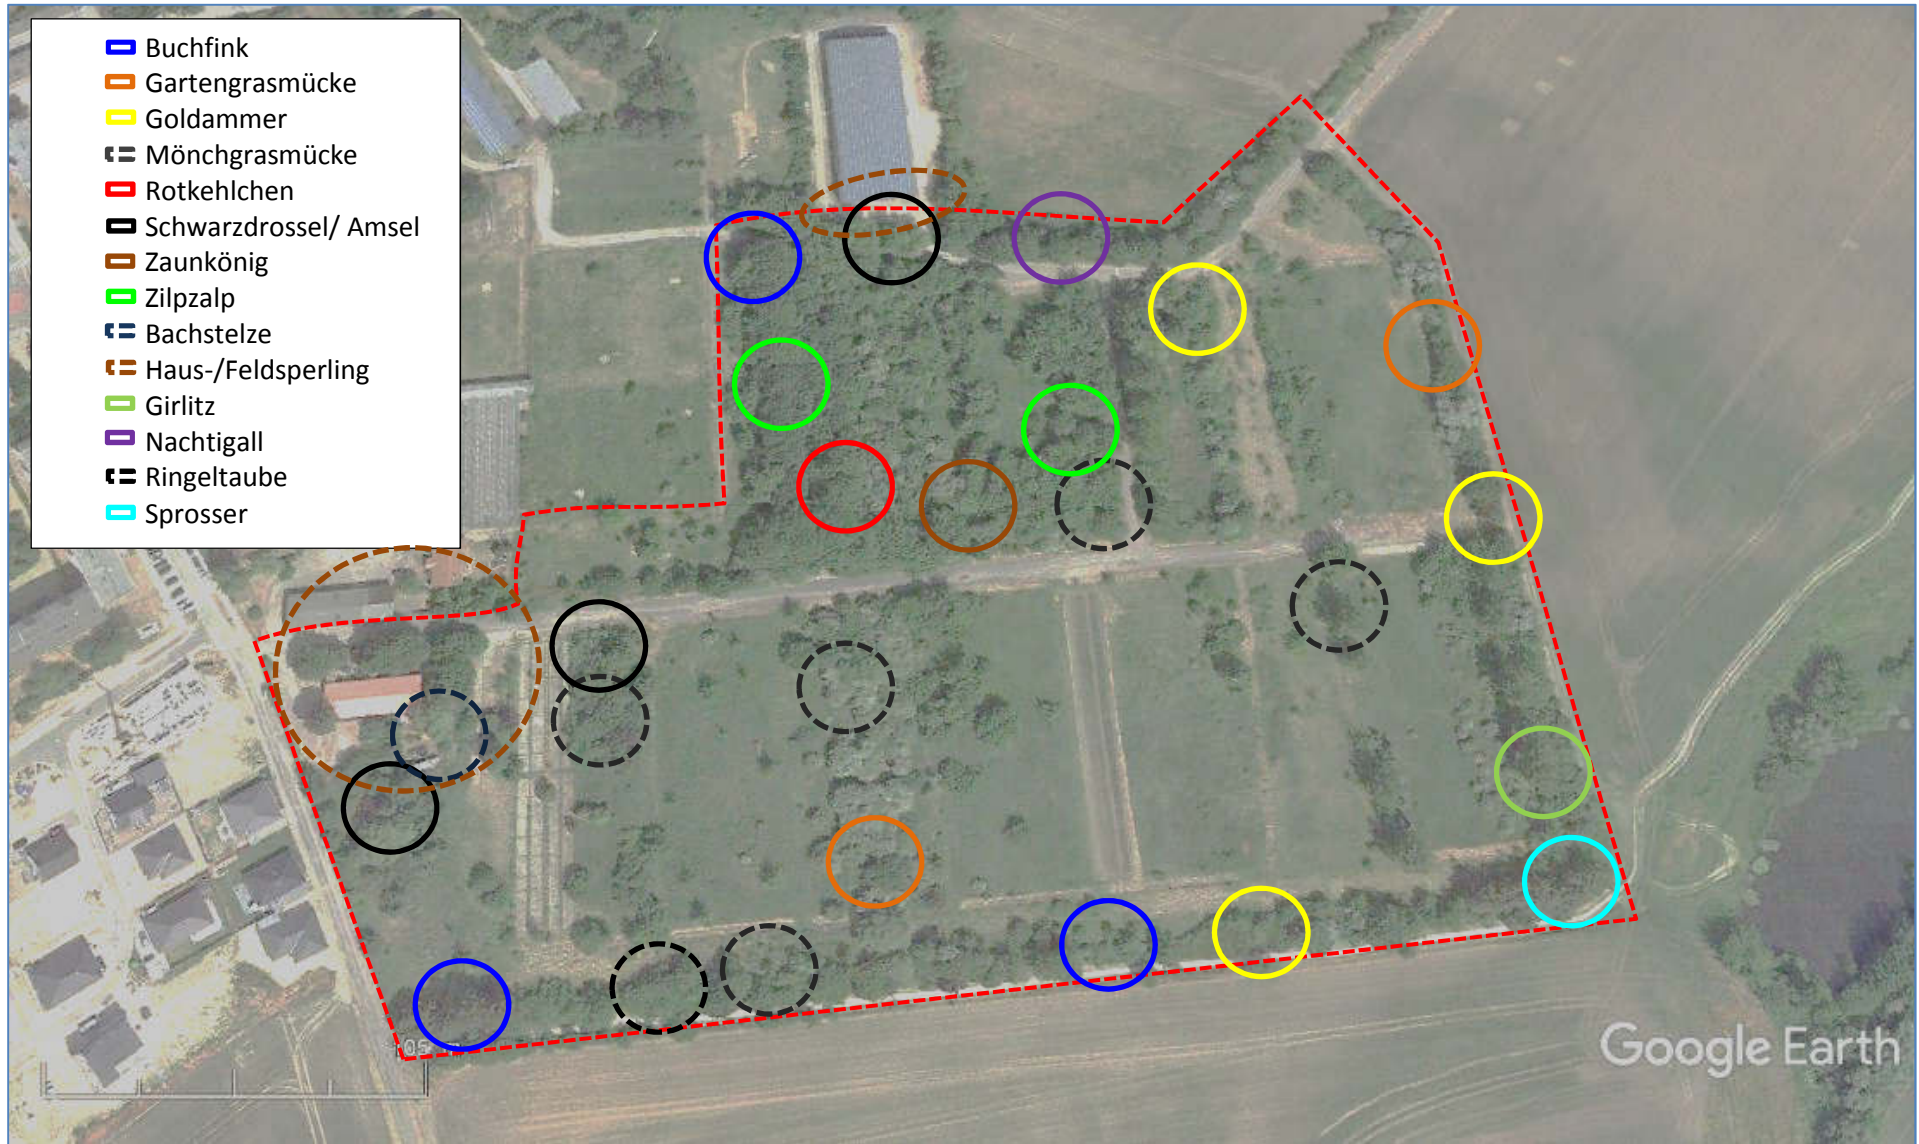 Buchfink
Gartengrasmücke
Goldammer
Mönchgrasmücke
Rotkehlchen
Schwarzdrossel/ Amsel
Zaunkönig
Zilpzalp
Bachstelze
Haus-/Feldsperling
Girlitz
Nachtigall
Ringeltaube
Sprosser
Google Earth